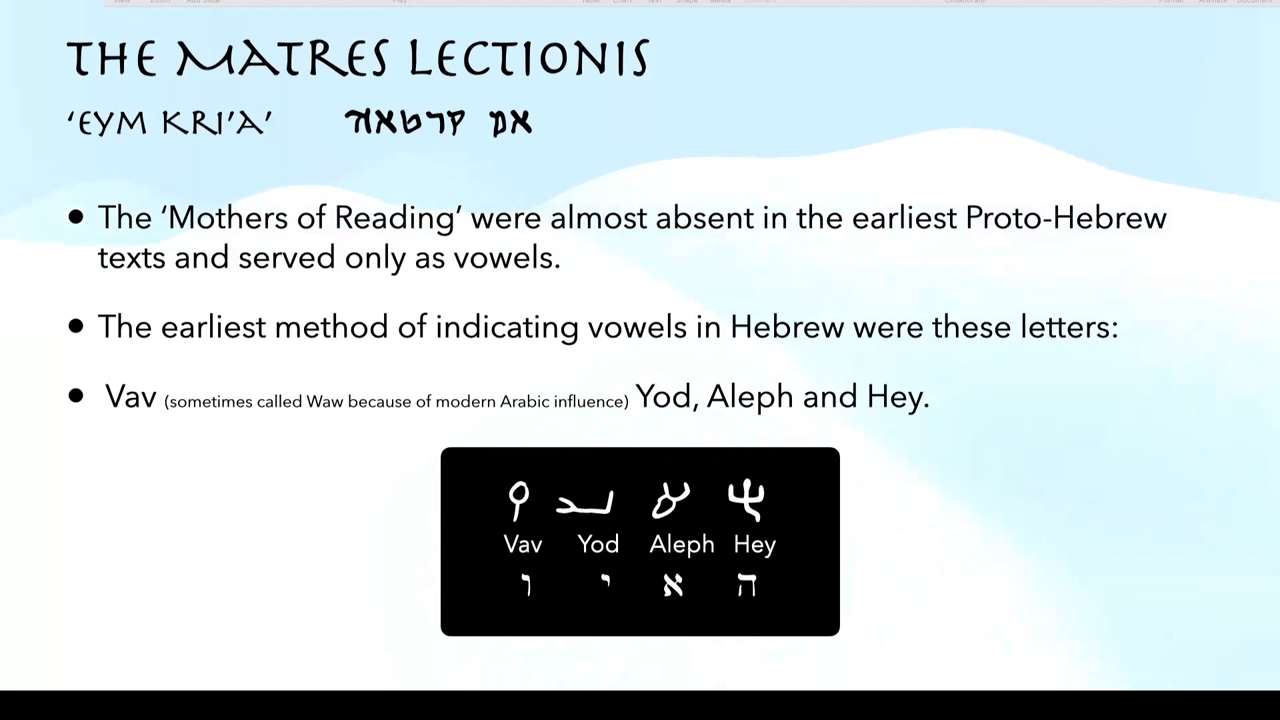 THE MATRES LECTIONIS
‘EYM KRI’A’ אמ קרטאה
• The ‘Mothers of Reading’ were almost absent in the earliest Proto-Hebrew
texts and served only as vowels.
• The earliest method of indicating vowels in Hebrew were these letters:
• Vav (sometimes called Waw because of modern Arabic influence) Yod, Aleph and Hey.
Vav Yod Aleph Hey
ו י א ה